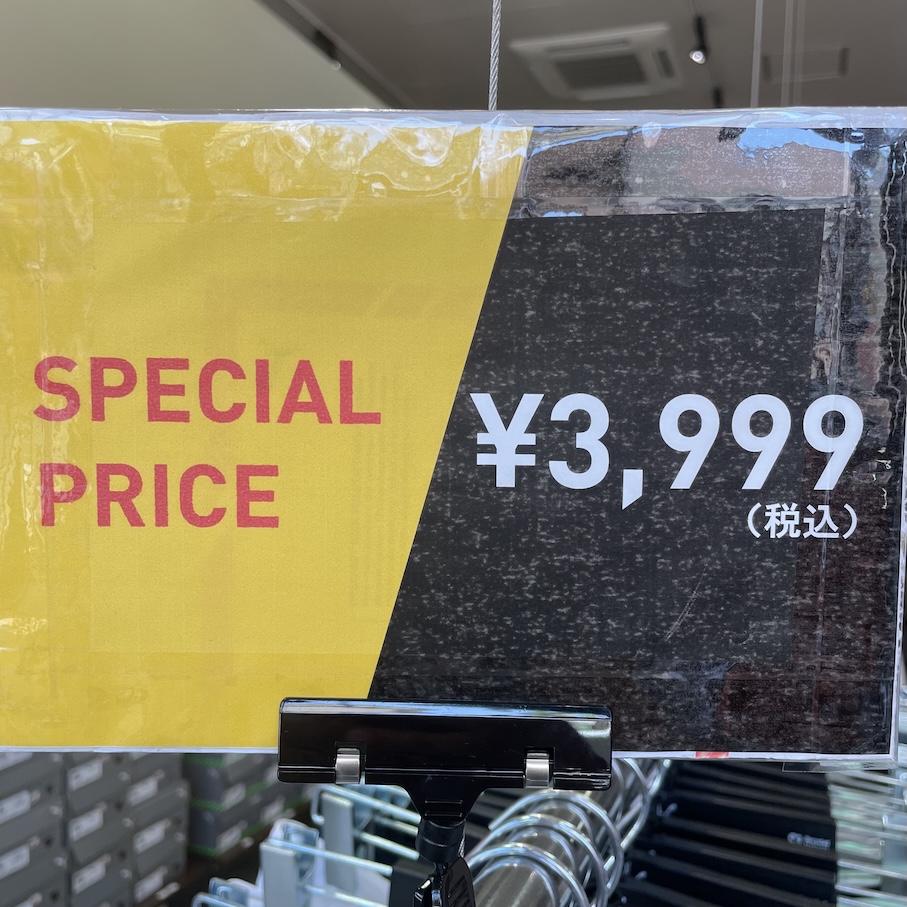 SPECIAL
PRICE
¥3,999
（税込）